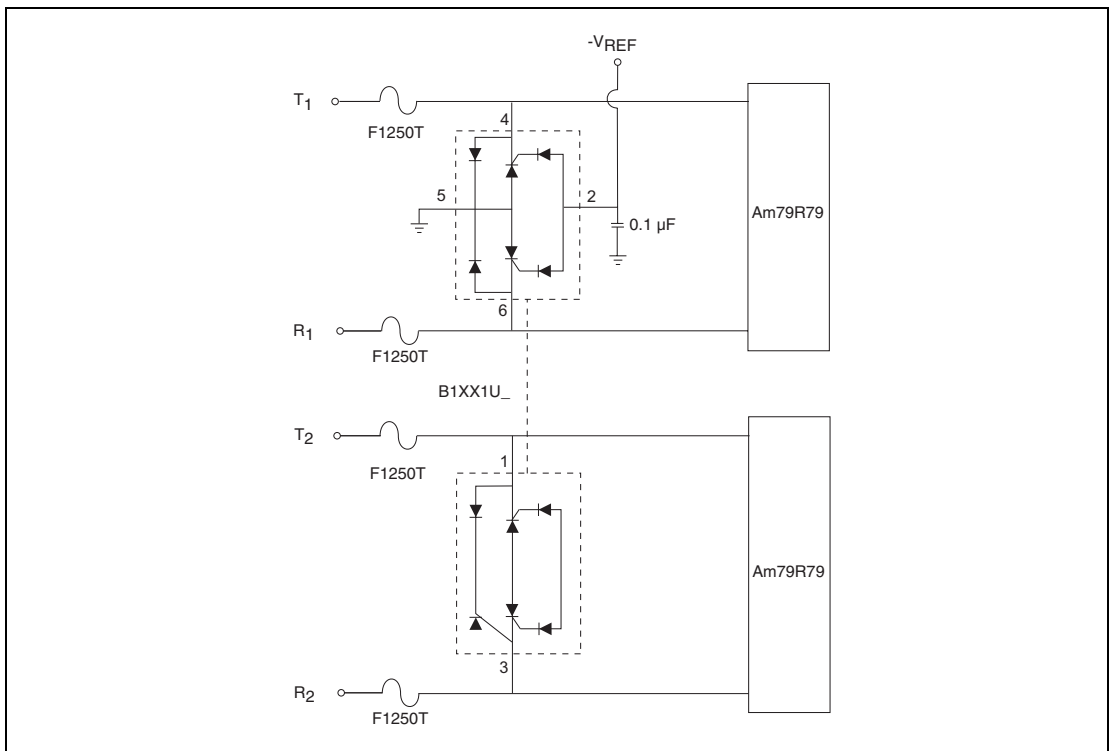 -VREF
T1
F1250T
4
5
2
Am79R79
0.1 µF
6
R1
F1250T
B1XX1U_
T2
1
F1250T
Am79R79
3
R2
F1250T